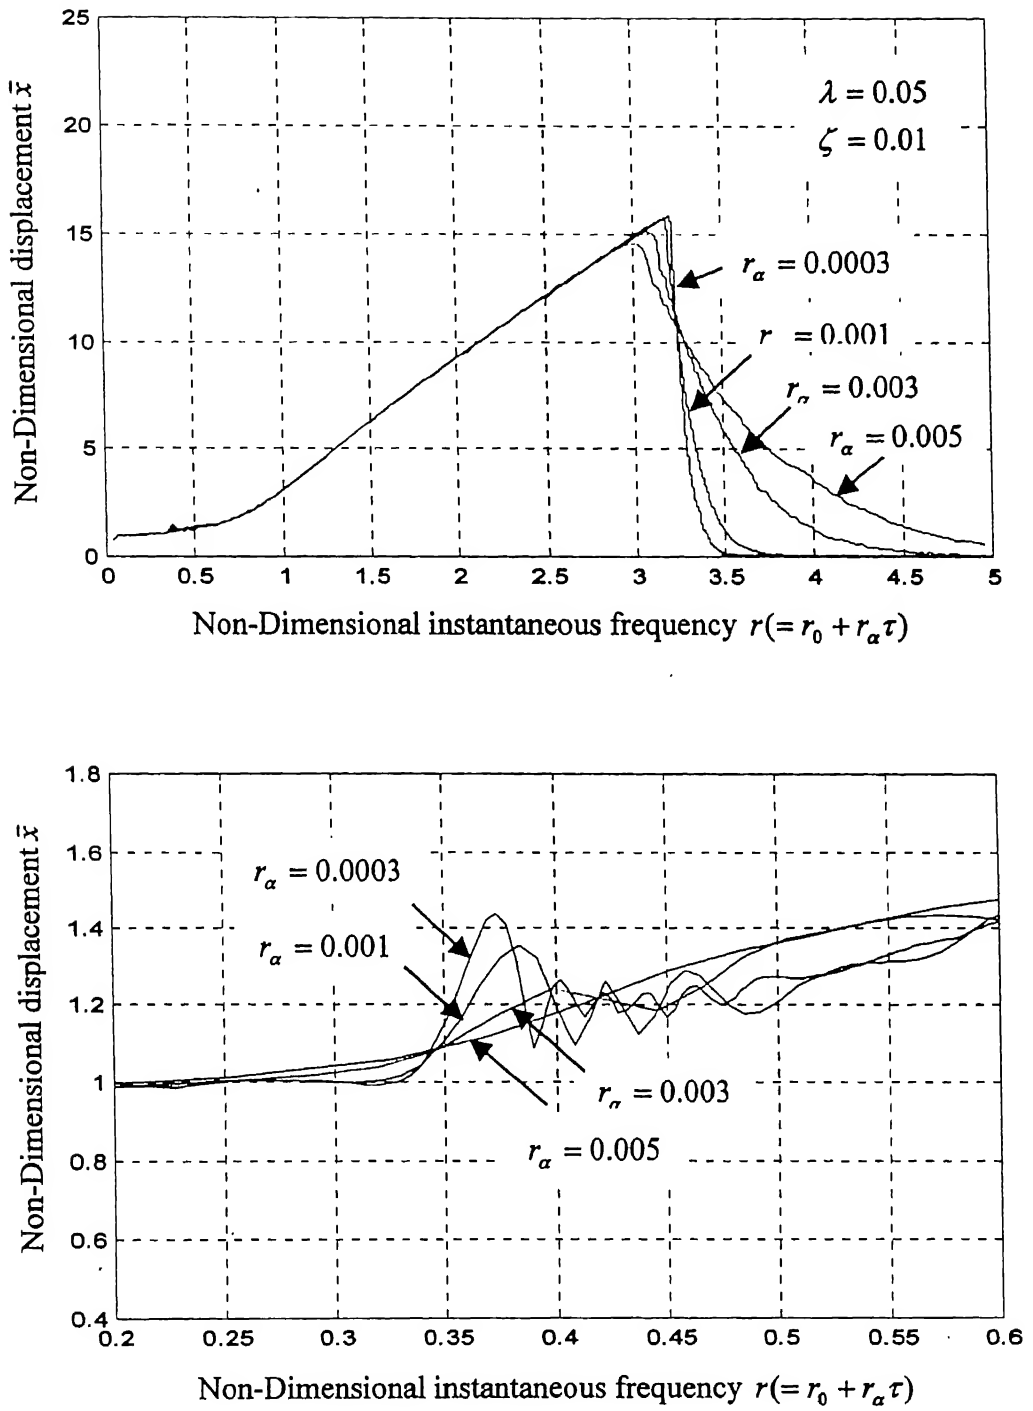 25
20
15
10
5
0
λ = 0.05
ζ = 0.01
r_α = 0.0003
r = 0.001
r_α = 0.003
r_α = 0.005
0 0.5 1 1.5 2 2.5 3 3.5 4 4.5 5
Non-Dimensional displacement x̄
Non-Dimensional instantaneous frequency r(= r_0 + r_α τ)
1.8
1.6
1.4
1.2
1
0.8
0.6
0.4
r_α = 0.0003
r_α = 0.001
r_α = 0.003
r_α = 0.005
0.2 0.25 0.3 0.35 0.4 0.45 0.5 0.55 0.6
Non-Dimensional displacement x̄
Non-Dimensional instantaneous frequency r(= r_0 + r_α τ)